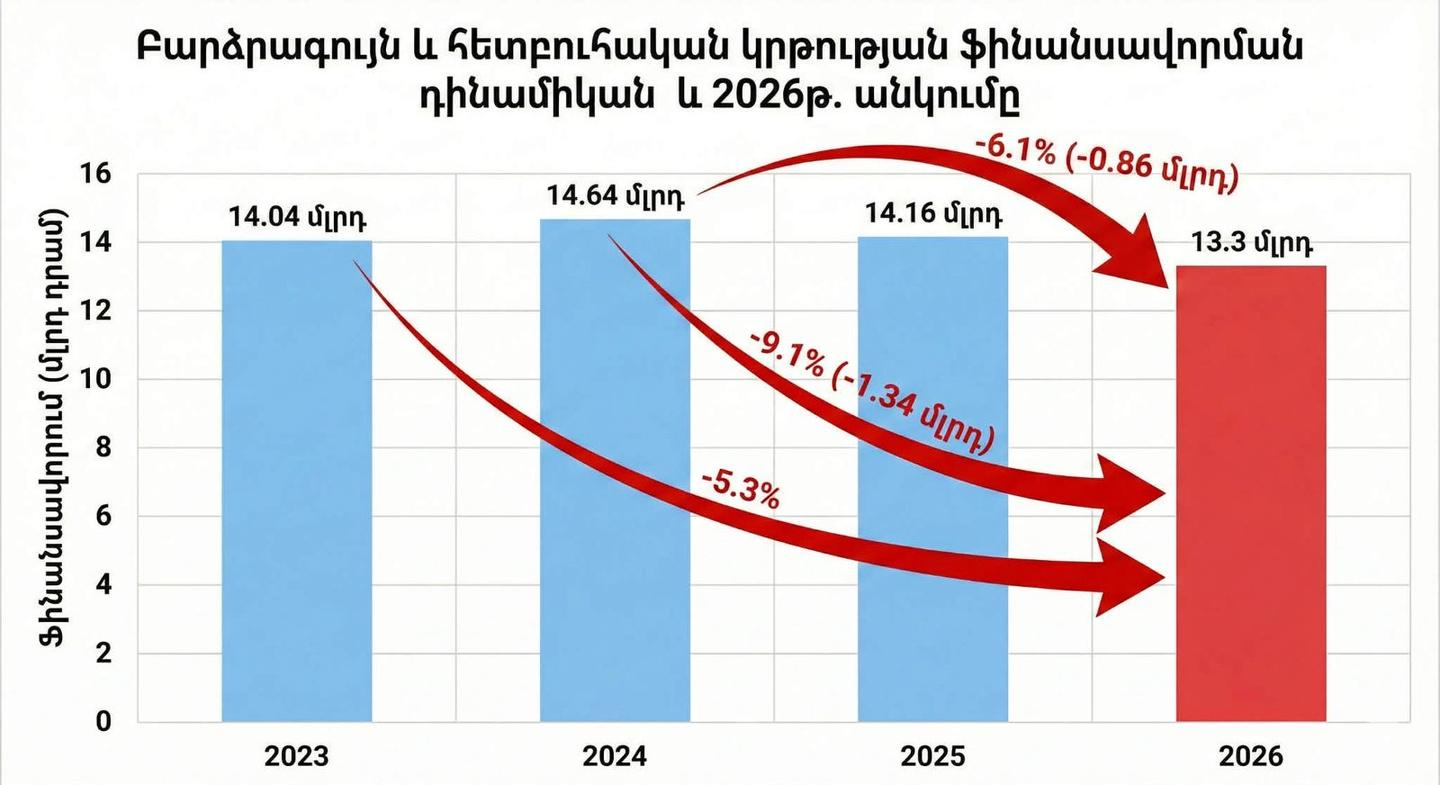 Բարձրագույն և հետբուհական կրթության ֆինանսավորման
դինամիկան և 2026թ. անկումը
Ֆինանսավորում (մլրդ դրամ)
16
14
12
10
8
6
4
2
0
14.04 մլրդ
14.64 մլրդ
14.16 մլրդ
13.3 մլրդ
-6.1% (-0.86 մլրդ)
-9.1% (-1.34 մլրդ)
-5.3%
2023
2024
2025
2026